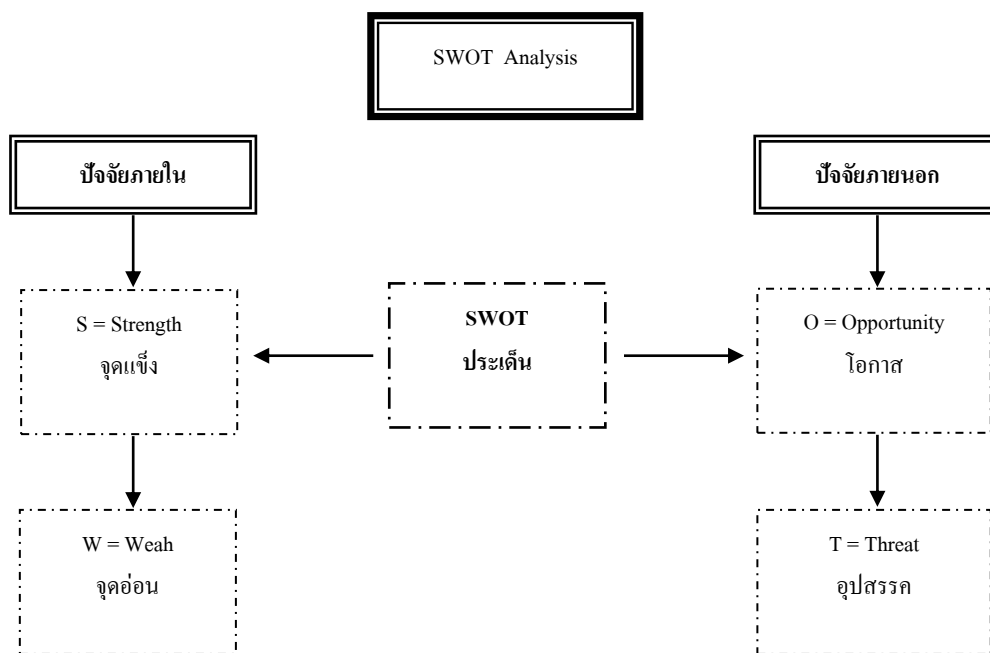 SWOT Analysis
ปัจจัยภายใน
ปัจจัยภายนอก
S = Strength
จุดแข็ง
SWOT
ประเด็น
O = Opportunity
โอกาส
W = Weah
จุดอ่อน
T = Threat
อุปสรรค